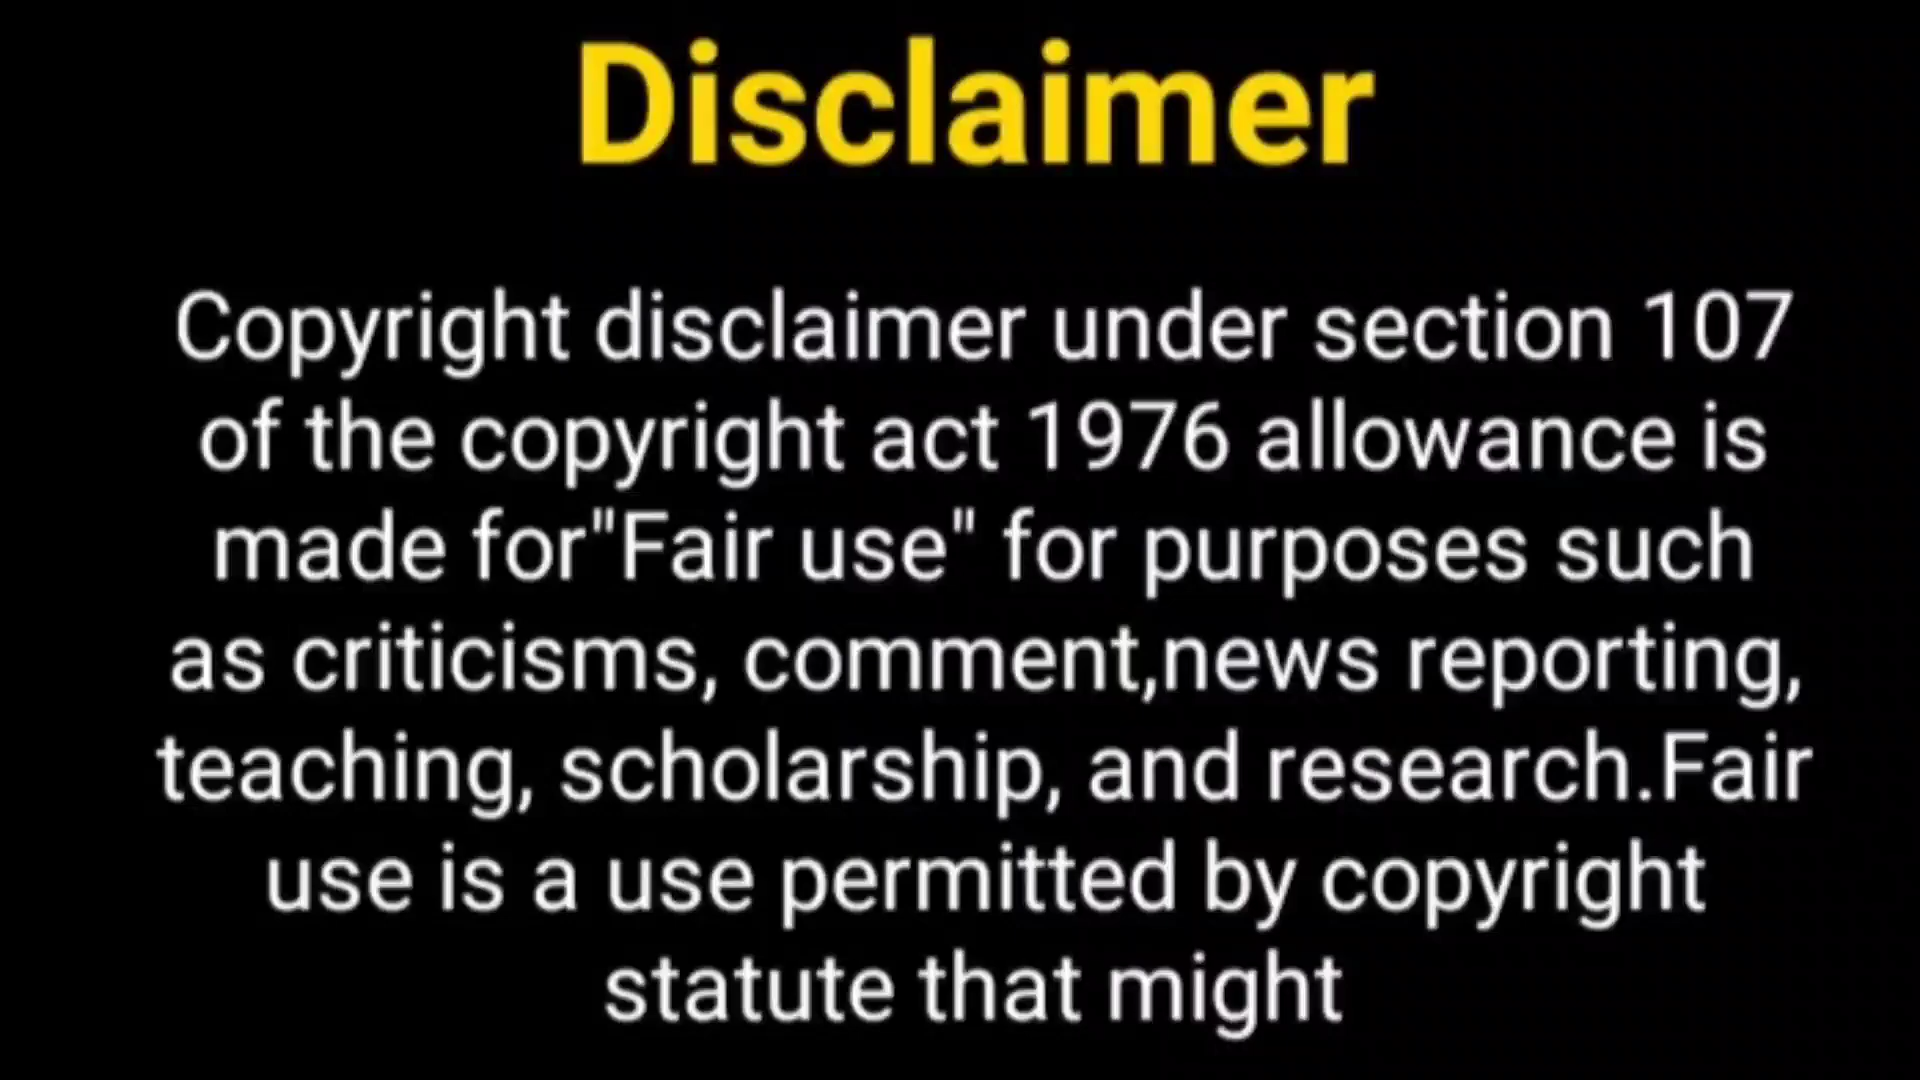 Disclaimer
Copyright disclaimer under section 107
of the copyright act 1976 allowance is
made for"Fair use" for purposes such
as criticisms, comment,news reporting,
teaching, scholarship, and research.Fair
use is a use permitted by copyright
statute that might